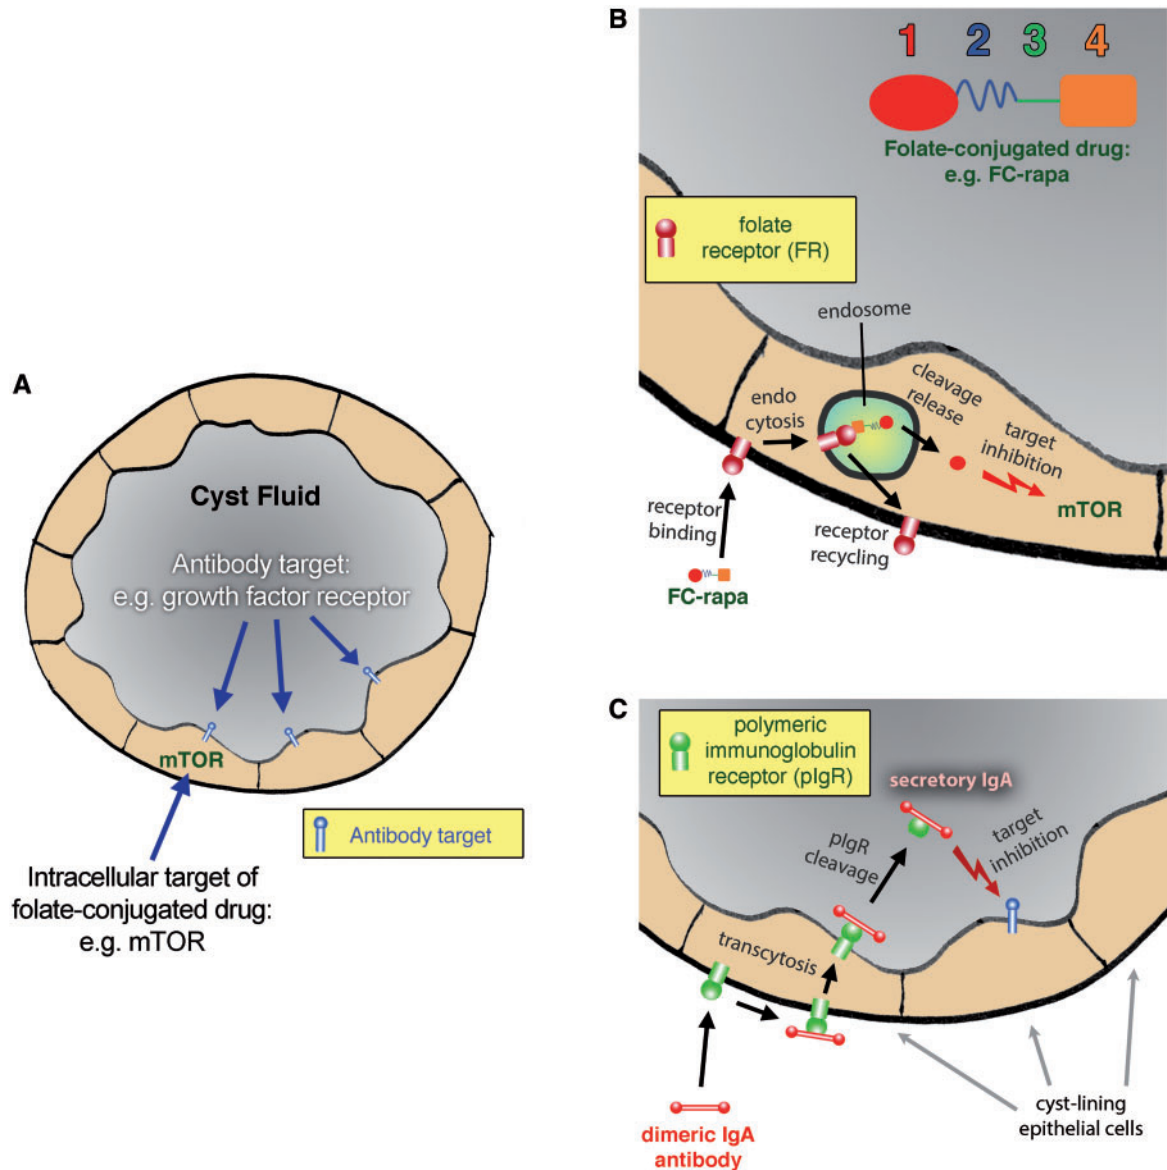 A
Cyst Fluid
Antibody target:
e.g. growth factor receptor
mTOR
Antibody target
Intracellular target of
folate-conjugated drug:
e.g. mTOR
B
1 2 3 4
Folate-conjugated drug:
e.g. FC-rapa
folate
receptor (FR)
endosome
endo
cytosis
cleavage
release
target
inhibition
mTOR
receptor
binding
receptor
recycling
FC-rapa
C
polymeric
immunoglobulin
receptor (pIgR)
secretory IgA
pIgR
cleavage
target
inhibition
transcytosis
dimeric IgA
antibody
cyst-lining
epithelial cells